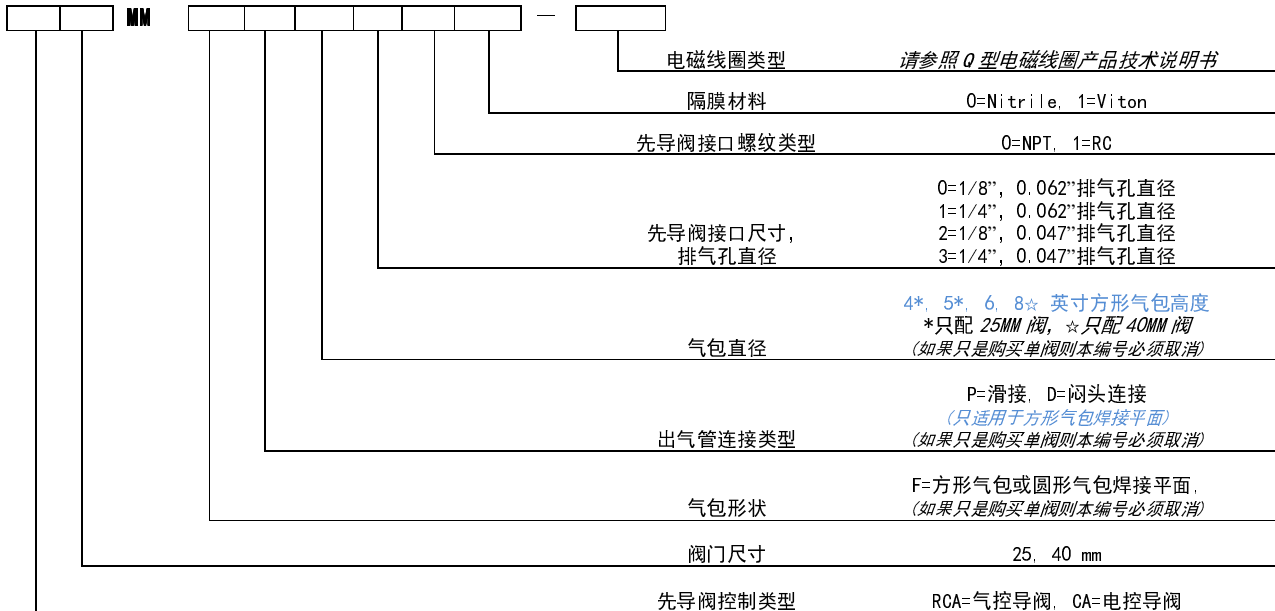 MM —
电磁线圈类型 请参照 Q 型电磁线圈产品技术说明书
隔膜材料 0=Nitrile, 1=Viton
先导阀接口螺纹类型 0=NPT, 1=RC
0=1/8”, 0.062”排气孔直径
1=1/4”, 0.062”排气孔直径
先导阀接口尺寸, 2=1/8”, 0.047”排气孔直径
排气孔直径 3=1/4”, 0.047”排气孔直径
4*, 5*, 6, 8☆ 英寸方形气包高度
*只配 25MM 阀, ☆只配 40MM 阀
气包直径 (如果只是购买单阀则本编号必须取消)
P=滑接, D=闷头连接
(只适用于方形气包焊接平面)
出气管连接类型 (如果只是购买单阀则本编号必须取消)
F=方形气包或圆形气包焊接平面,
气包形状 (如果只是购买单阀则本编号必须取消)
阀门尺寸 25, 40 mm
先导阀控制类型 RCA=气控导阀, CA=电控导阀